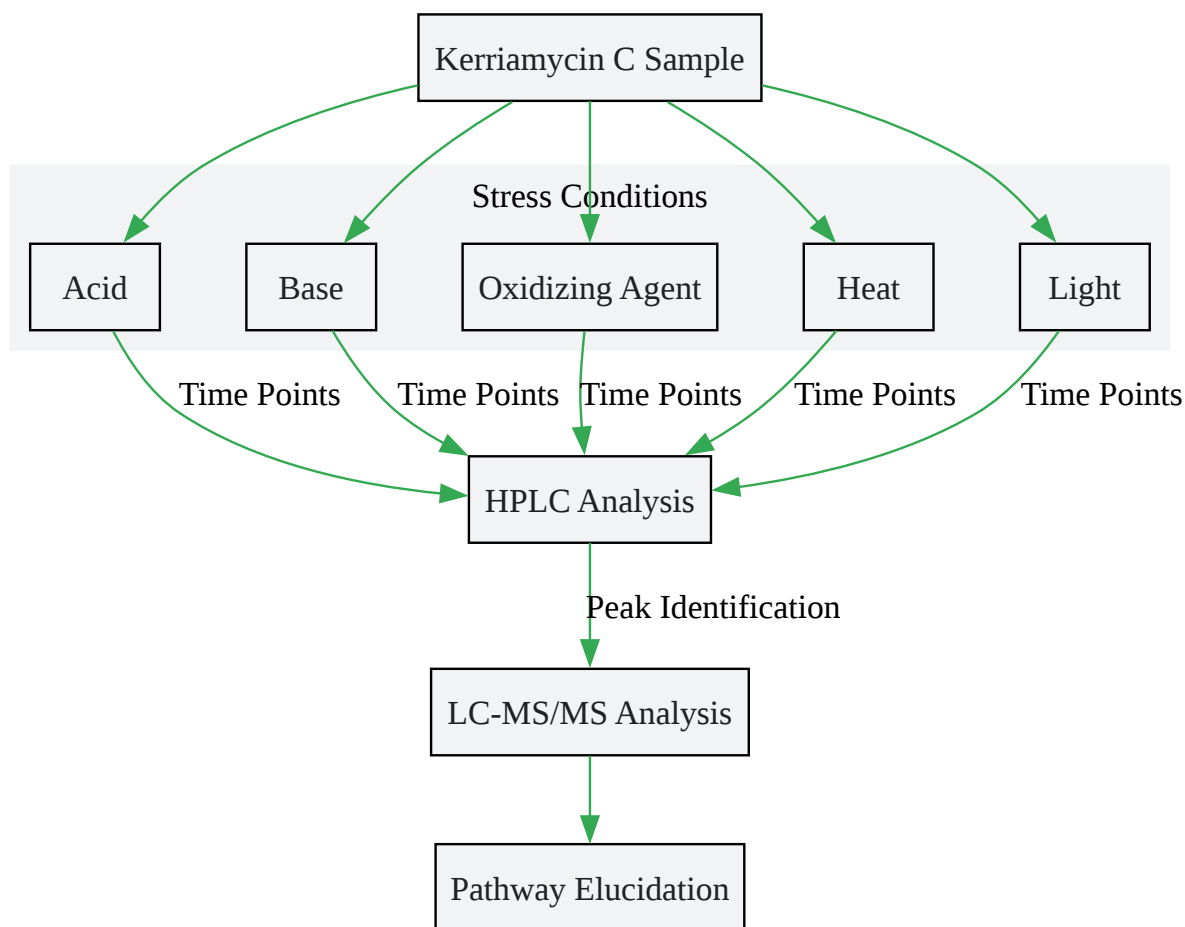 Kerriamycin C Sample
Stress Conditions
Acid
Base
Oxidizing Agent
Heat
Light
Time Points
Time Points
Time Points
Time Points
Time Points
HPLC Analysis
Peak Identification
LC-MS/MS Analysis
Pathway Elucidation